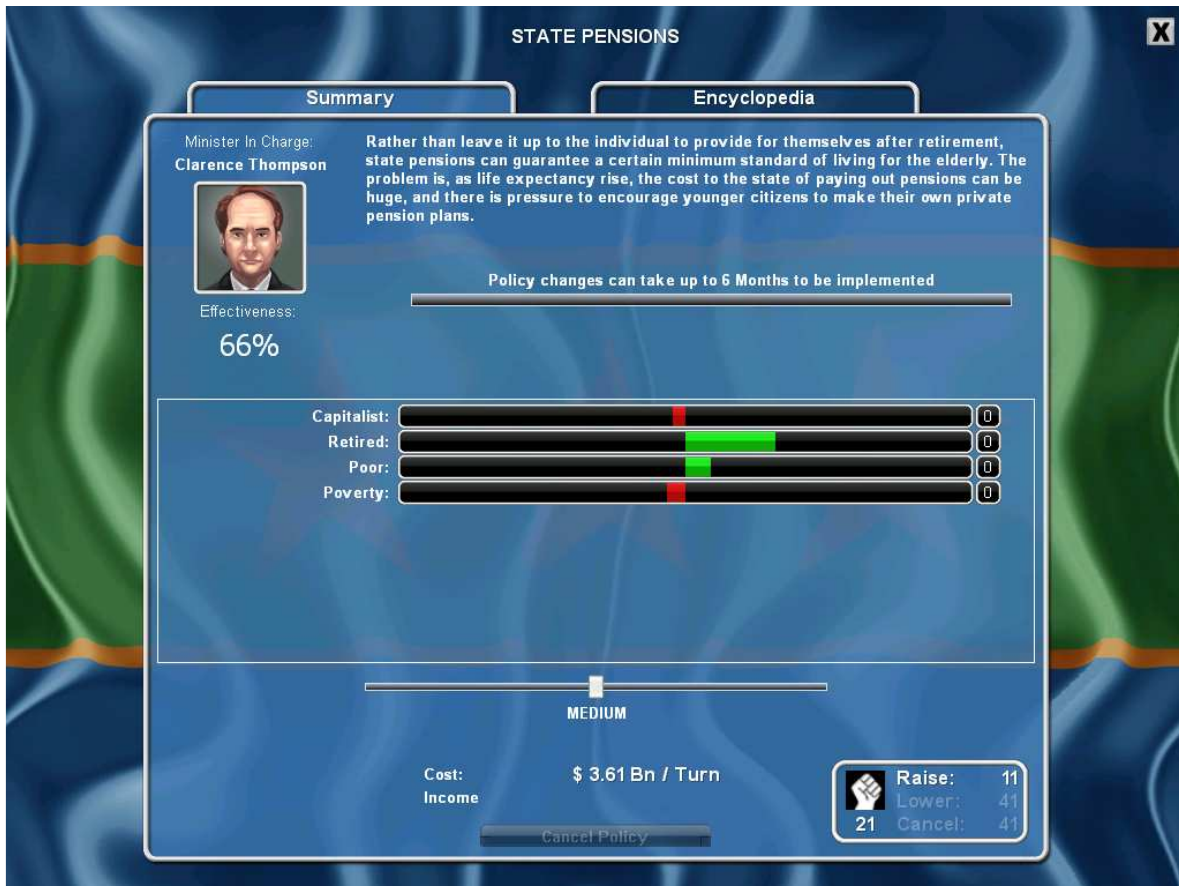 STATE PENSIONS
X
Summary
Encyclopedia
Minister In Charge:
Clarence Thompson
Rather than leave it up to the individual to provide for themselves after retirement,
state pensions can guarantee a certain minimum standard of living for the elderly. The
problem is, as life expectancy rise, the cost to the state of paying out pensions can be
huge, and there is pressure to encourage younger citizens to make their own private
pension plans.
Policy changes can take up to 6 Months to be implemented
Effectiveness:
66%
Capitalist: 0
Retired: 0
Poor: 0
Poverty: 0
MEDIUM
Cost: $ 3.61 Bn / Turn
Income
Cancel Policy
Raise: 11
Lower: 41
21 Cancel: 41